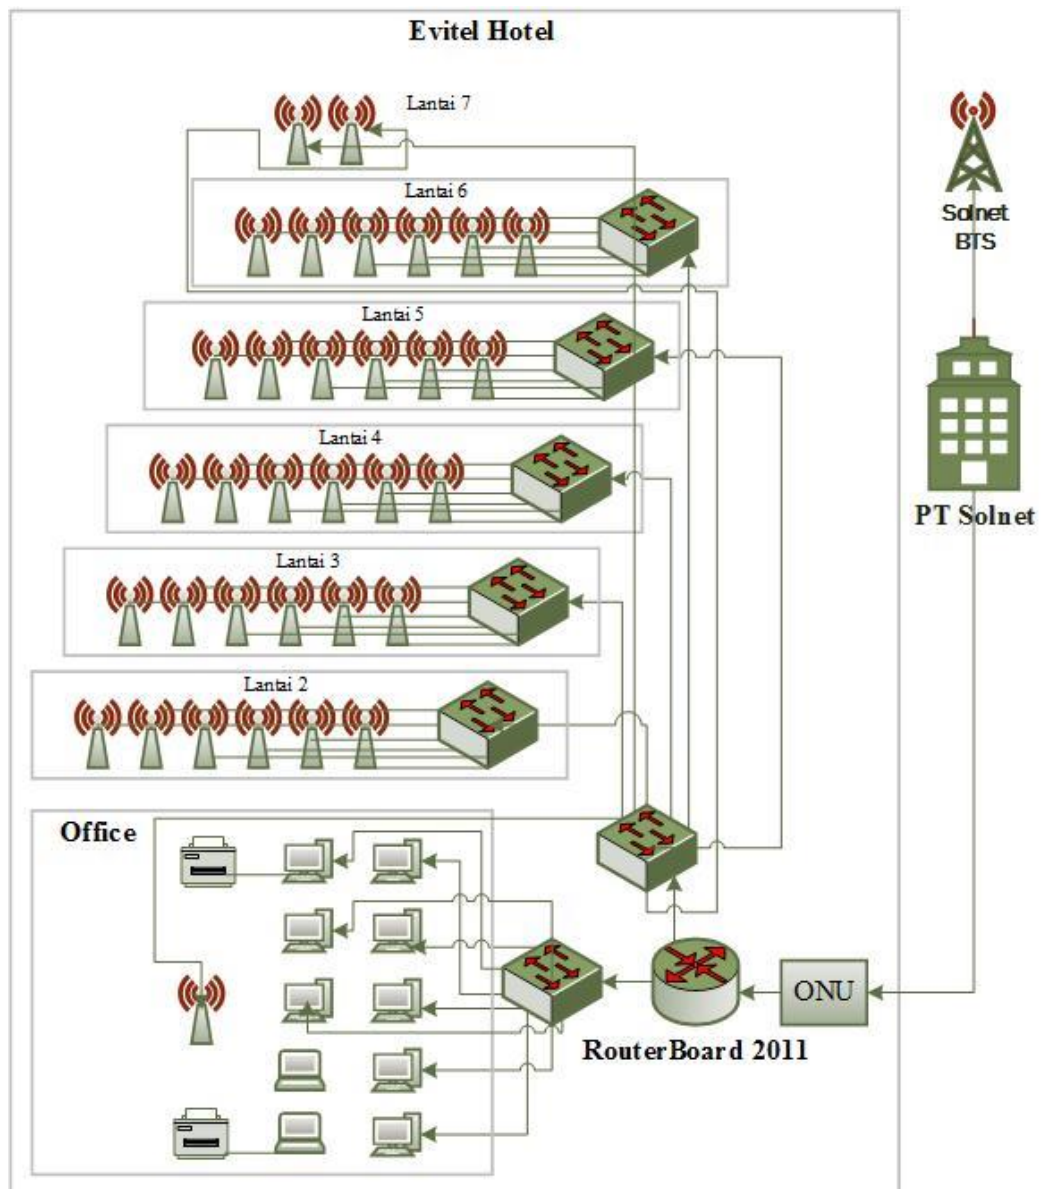 Evitel Hotel
Lantai 7
Lantai 6
Solnet
BTS
Lantai 5
Lantai 4
PT Solnet
Lantai 3
Lantai 2
Office
ONU
RouterBoard 2011